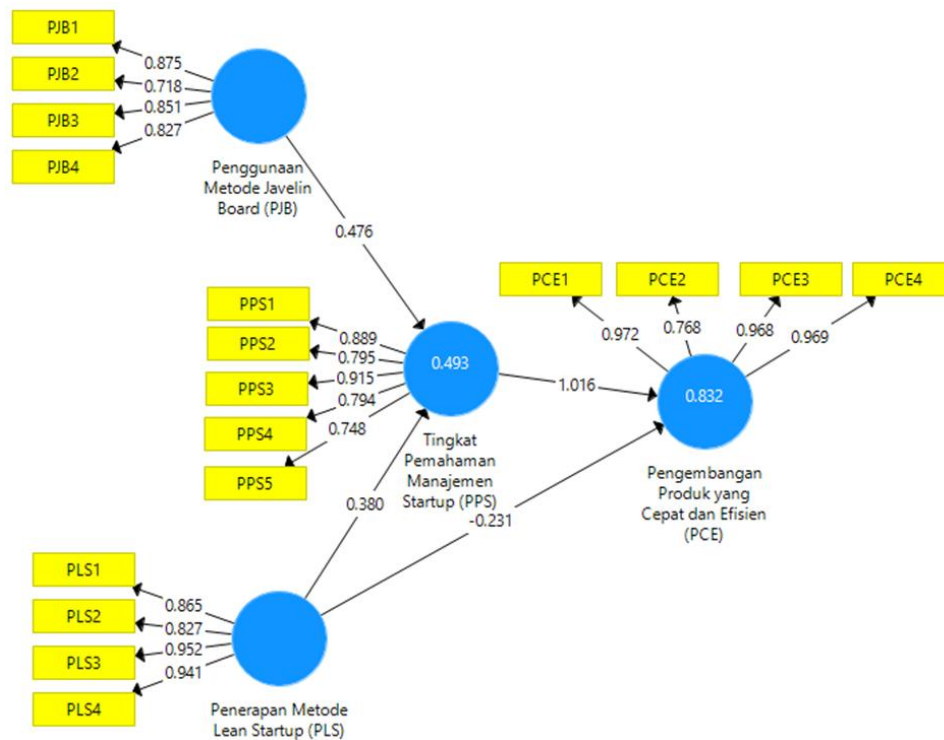 PJB1
PJB2
PJB3
PJB4
0.875
0.718
0.851
0.827
Penggunaan
Metode Javelin
Board (PJB)
0.476
PPS1
PPS2
PPS3
PPS4
PPS5
0.889
0.795
0.915
0.794
0.748
0.493
Tingkat
Pemahaman
Manajemen
Startup (PPS)
1.016
PCE1
PCE2
PCE3
PCE4
0.972
0.768
0.968
0.969
0.832
Pengembangan
Produk yang
Cepat dan Efisien
(PCE)
0.380
-0.231
PLS1
PLS2
PLS3
PLS4
0.865
0.827
0.952
0.941
Penerapan Metode
Lean Startup (PLS)